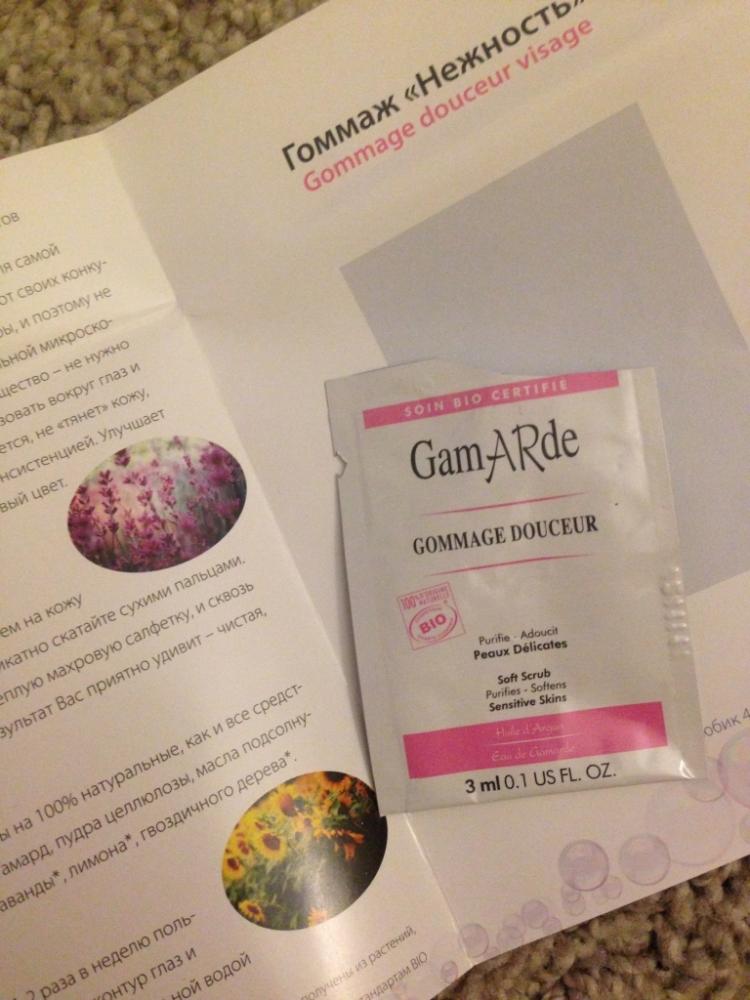 Гоммаж «Нежность»
Gommage douceur visage
ля самой
от своих конку-
и поэтому не
льной микроско-
щество – не нужно
зовать вокруг глаз и
ется, не «тянет» кожу,
нсистенцией. Улучшает
вый цвет.
ем на кожу
икатно скатайте сухими пальцами.
еплую махровую салфетку, и сквозь
зультат Вас приятно удивит – чистая,
ы на 100% натуральные, как и все средст-
амард, пудра целлюлозы, масла подсолну-
аванды*, лимона*, гвоздичного дерева*.
2 раза в неделю поль-
контур глаз и
ной водой
получены из растений,
стандартам BIO
обик 4
SOIN BIO CERTIFIÉ
GamARde
GOMMAGE DOUCEUR
100% D'ORIGINE
NATURELLE
BIO
Purifie - Adoucit
Peaux Délicates
Soft Scrub
Purifies - Softens
Sensitive Skins
Huile d'Argan
Eau de Gamarde
3 ml 0.1 US FL. OZ.